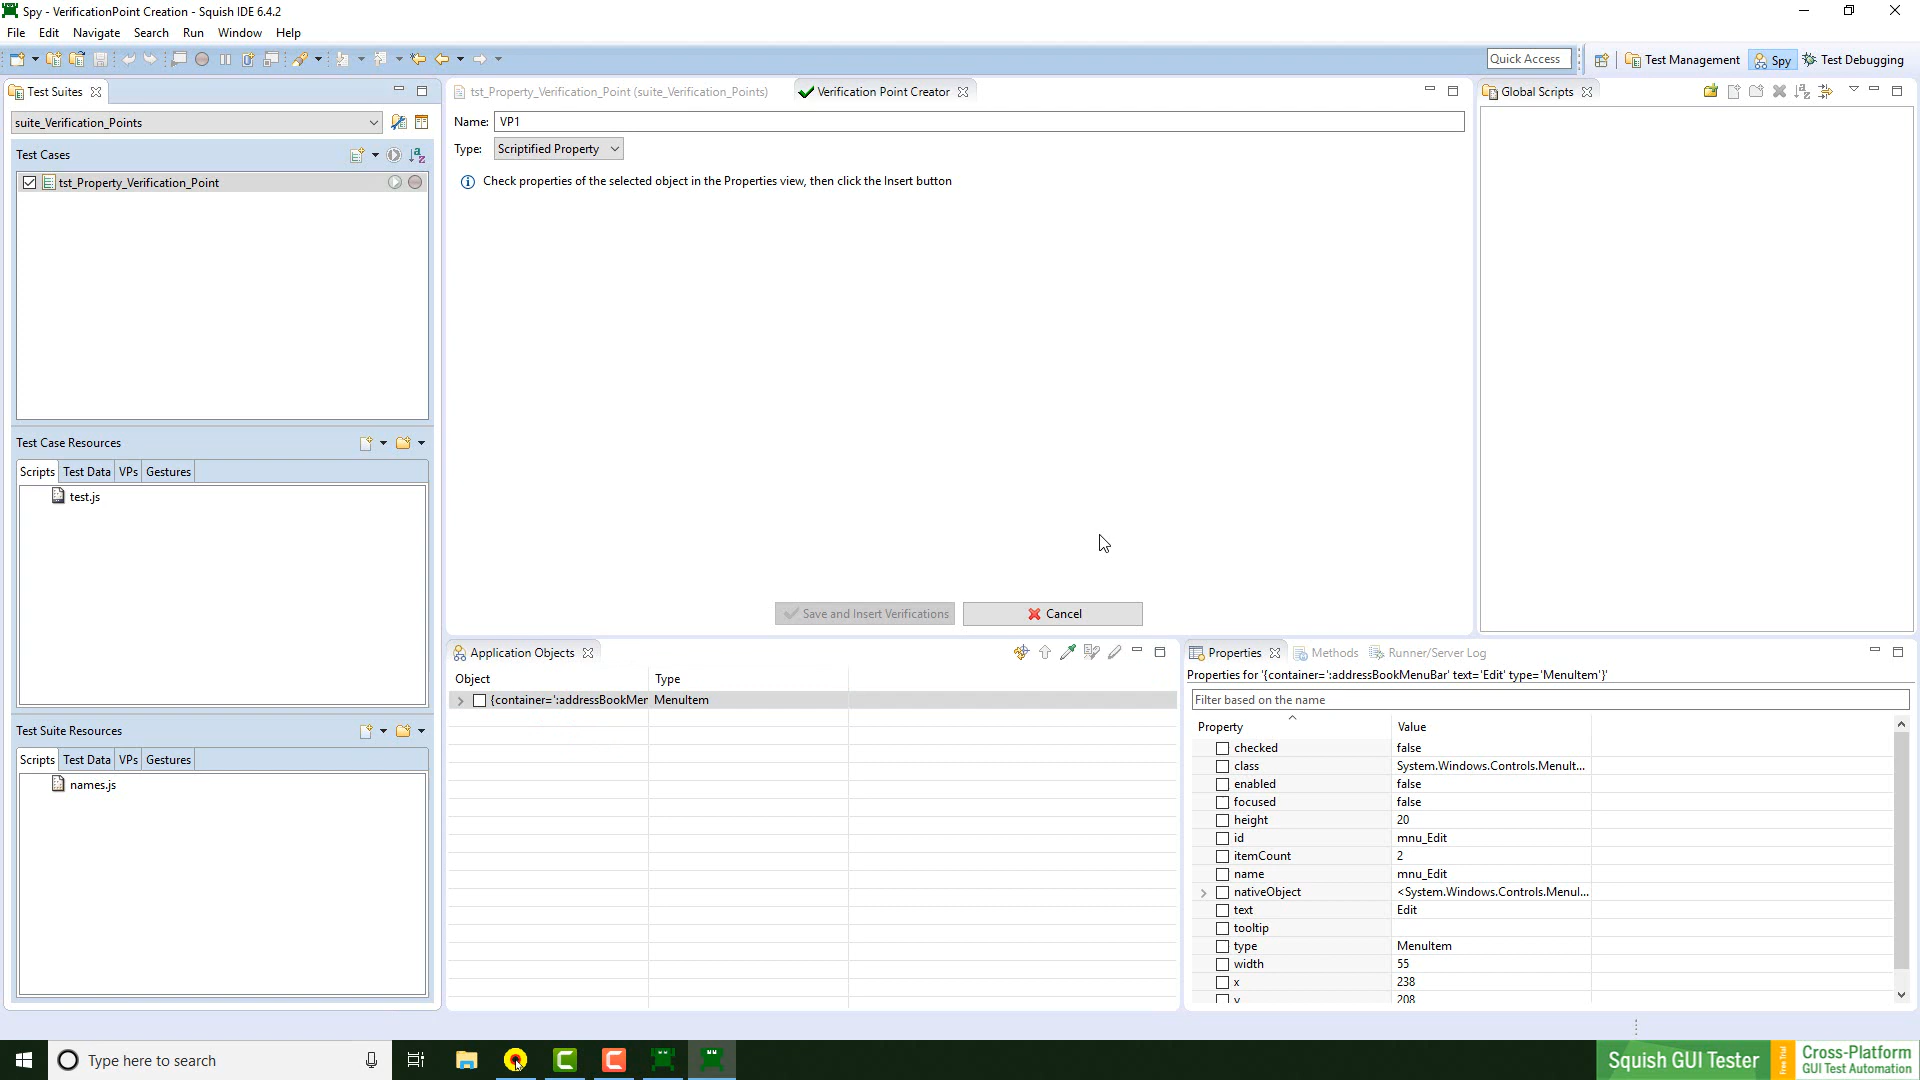 Spy - VerificationPoint Creation - Squish IDE 6.4.2
File Edit Navigate Search Run Window Help
Quick Access
Test Management
Spy
Test Debugging
Test Suites
tst_Property_Verification_Point (suite_Verification_Points)
Verification Point Creator
Global Scripts
suite_Verification_Points
Name: VP1
Type: Scriptified Property
Test Cases
Check properties of the selected object in the Properties view, then click the Insert button
tst_Property_Verification_Point
Test Case Resources
Scripts Test Data VPs Gestures
test.js
Save and Insert Verifications
Cancel
Application Objects
Properties
Methods
Runner/Server Log
Object Type
Properties for '{container=':addressBookMenuBar' text='Edit' type='MenuItem'}'
{container=':addressBookMer MenuItem
Filter based on the name
Property Value
checked false
class System.Windows.Controls.MenuIt...
enabled false
focused false
height 20
id mnu_Edit
itemCount 2
name mnu_Edit
nativeObject <System.Windows.Controls.MenuI...
text Edit
tooltip
type MenuItem
width 55
x 238
y 208
Test Suite Resources
Scripts Test Data VPs Gestures
names.js
Type here to search
Squish GUI Tester
Free Trial
Cross-Platform
GUI Test Automation